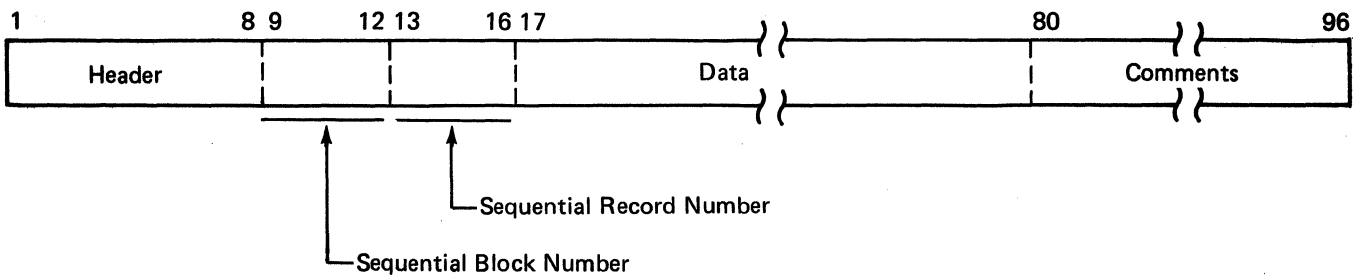 1 8 9 12 13 16 17 80 96
Header Data Comments
Sequential Record Number
Sequential Block Number